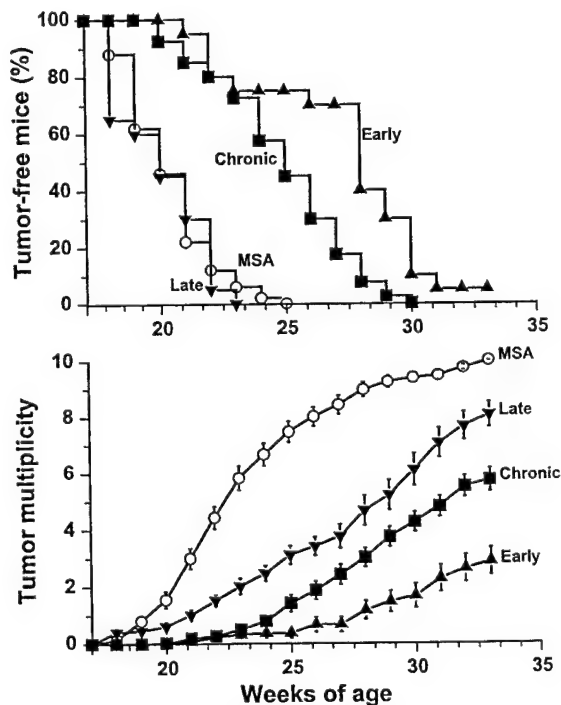 Tumor-free mice (%)
100
80
60
40
20
0
Early
Chronic
MSA
Late
20
25
30
35
Tumor multiplicity
10
8
6
4
2
0
MSA
Late
Chronic
Early
20
25
30
35
Weeks of age